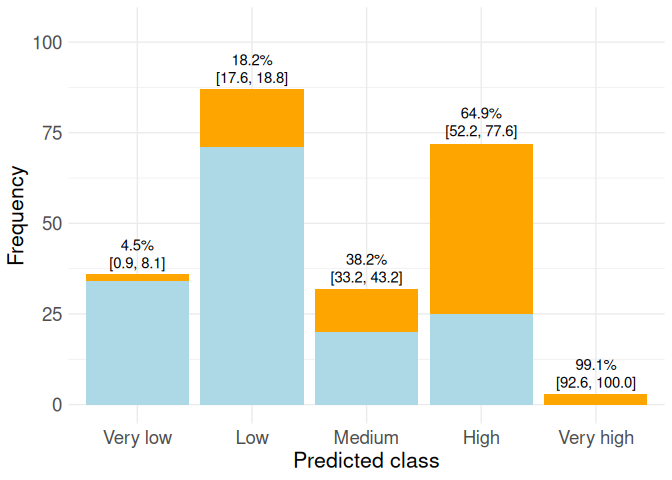 100
75
50
25
0
Frequency
4.5%
[0.9, 8.1]
18.2%
[17.6, 18.8]
38.2%
[33.2, 43.2]
64.9%
[52.2, 77.6]
99.1%
[92.6, 100.0]
Very low
Low
Medium
High
Very high
Predicted class